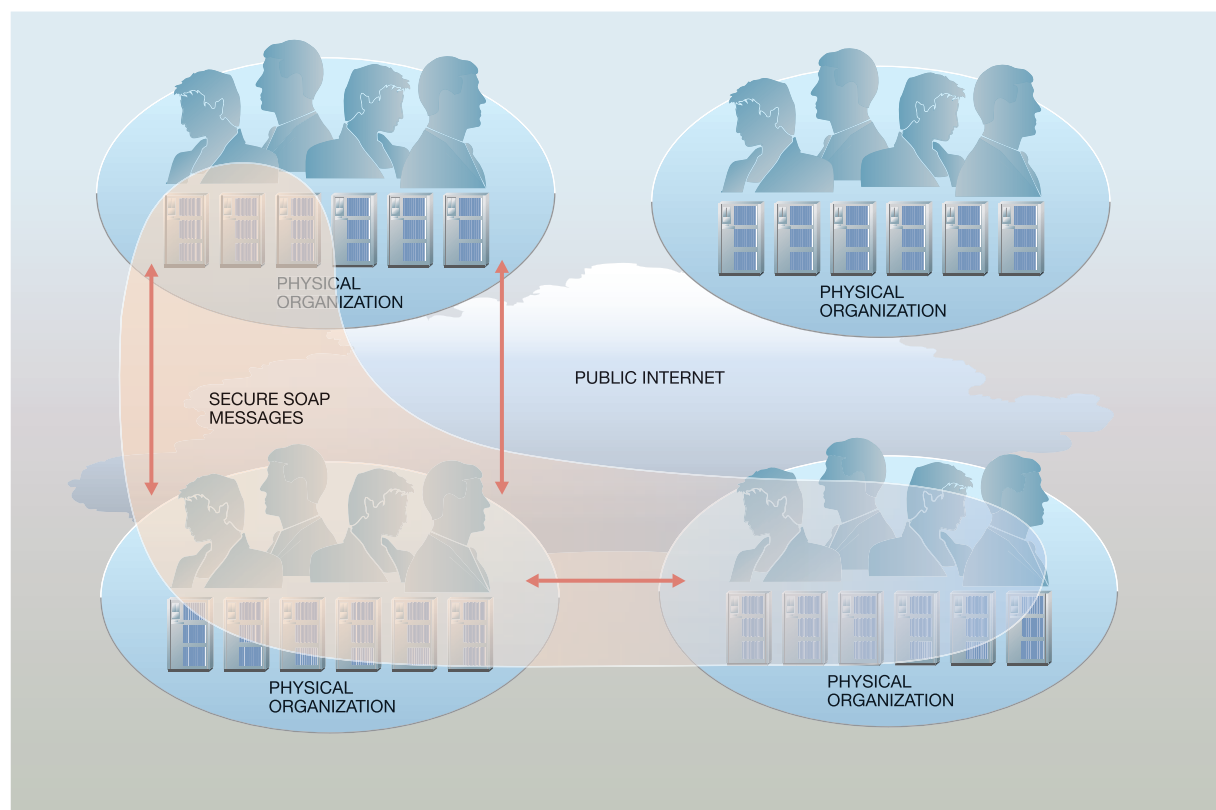 PHYSICAL
ORGANIZATION
PHYSICAL
ORGANIZATION
PUBLIC INTERNET
SECURE SOAP
MESSAGES
PHYSICAL
ORGANIZATION
PHYSICAL
ORGANIZATION